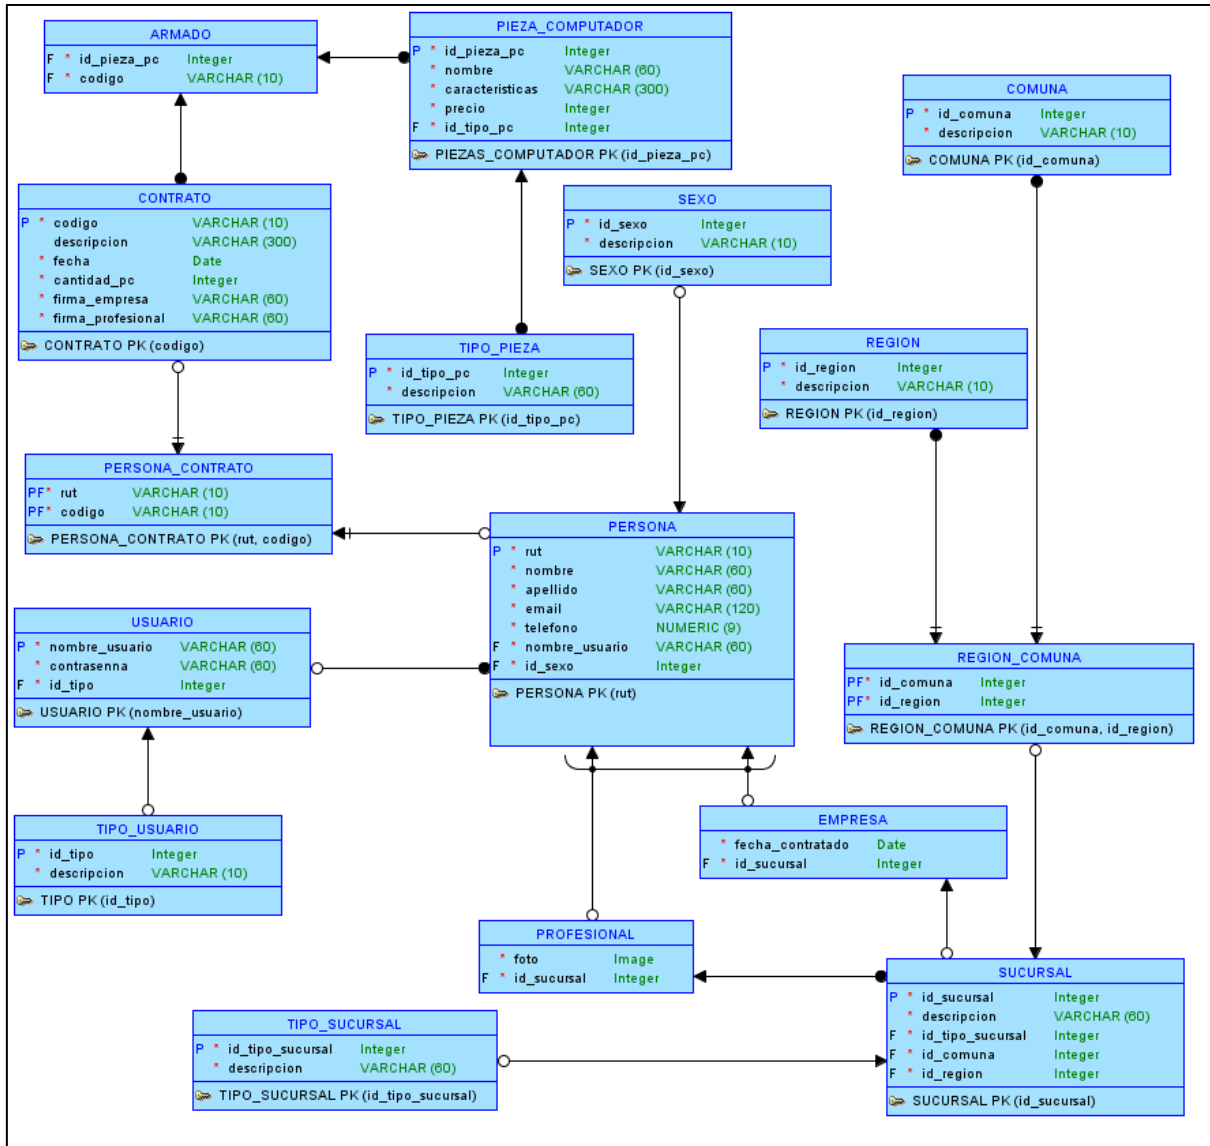 ARMADO
F * id_pieza_pc Integer
F * codigo VARCHAR (10)
PIEZA_COMPUTADOR
P * id_pieza_pc Integer
* nombre VARCHAR (60)
* caracteristicas VARCHAR (300)
* precio Integer
F * id_tipo_pc Integer
PIEZAS_COMPUTADOR PK (id_pieza_pc)
COMUNA
P * id_comuna Integer
* descripcion VARCHAR (10)
COMUNA PK (id_comuna)
CONTRATO
P * codigo VARCHAR (10)
descripcion VARCHAR (300)
* fecha Date
* cantidad_pc Integer
* firma_empresa VARCHAR (60)
* firma_profesional VARCHAR (60)
CONTRATO PK (codigo)
SEXO
P * id_sexo Integer
* descripcion VARCHAR (10)
SEXO PK (id_sexo)
TIPO_PIEZA
P * id_tipo_pc Integer
* descripcion VARCHAR (60)
TIPO_PIEZA PK (id_tipo_pc)
REGION
P * id_region Integer
* descripcion VARCHAR (10)
REGION PK (id_region)
PERSONA_CONTRATO
PF* rut VARCHAR (10)
PF* codigo VARCHAR (10)
PERSONA_CONTRATO PK (rut, codigo)
PERSONA
P * rut VARCHAR (10)
* nombre VARCHAR (60)
* apellido VARCHAR (60)
* email VARCHAR (120)
* telefono NUMERIC (9)
F * nombre_usuario VARCHAR (60)
F * id_sexo Integer
PERSONA PK (rut)
USUARIO
P * nombre_usuario VARCHAR (60)
* contrasenna VARCHAR (60)
F * id_tipo Integer
USUARIO PK (nombre_usuario)
REGION_COMUNA
PF* id_comuna Integer
PF* id_region Integer
REGION_COMUNA PK (id_comuna, id_region)
TIPO_USUARIO
P * id_tipo Integer
* descripcion VARCHAR (10)
TIPO PK (id_tipo)
EMPRESA
* fecha_contratado Date
F * id_sucursal Integer
PROFESIONAL
* foto Image
F * id_sucursal Integer
SUCURSAL
P * id_sucursal Integer
* descripcion VARCHAR (60)
F * id_tipo_sucursal Integer
F * id_comuna Integer
F * id_region Integer
SUCURSAL PK (id_sucursal)
TIPO_SUCURSAL
P * id_tipo_sucursal Integer
* descripcion VARCHAR (60)
TIPO_SUCURSAL PK (id_tipo_sucursal)